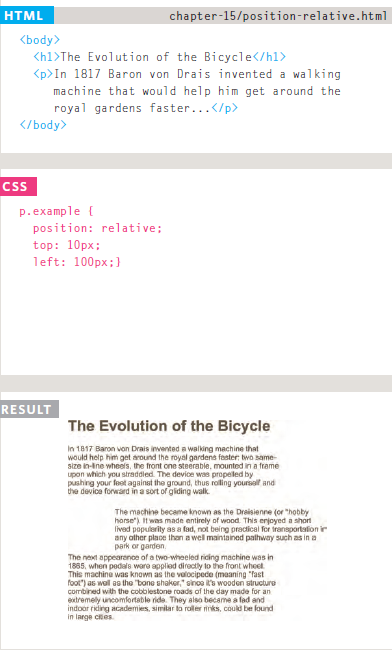 HTML chapter-15/position-relative.html
<body>
<h1>The Evolution of the Bicycle</h1>
<p>In 1817 Baron von Drais invented a walking
machine that would help him get around the
royal gardens faster...</p>
</body>
CSS
p.example {
position: relative;
top: 10px;
left: 100px;}
RESULT
The Evolution of the Bicycle
In 1817 Baron von Drais invented a walking machine that
would help him get around the royal gardens faster: two same-
size in-line wheels, the front one steerable, mounted in a frame
upon which you straddled. The device was propelled by
pushing your feet against the ground, thus rolling yourself and
the device forward in a sort of gliding walk.
The machine became known as the Draisienne (or "hobby
horse"). It was made entirely of wood. This enjoyed a short
lived popularity as a fad, not being practical for transportation in
any other place than a well maintained pathway such as in a
park or garden.
The next appearance of a two-wheeled riding machine was in
1865, when pedals were applied directly to the front wheel.
This machine was known as the velocipede (meaning "fast
foot") as well as the "bone shaker," since it's wooden structure
combined with the cobblestone roads of the day made for an
extremely uncomfortable ride. They also became a fad and
indoor riding academies, similar to roller rinks, could be found
in large cities.